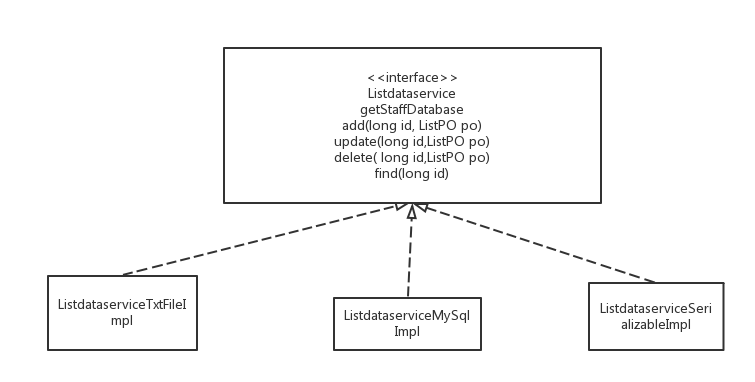 <<interface>>
Listdataservice
getStaffDatabase
add(long id, ListPO po)
update(long id,ListPO po)
delete( long id,ListPO po)
find(long id)
ListdataserviceTxtFileI
mpl
ListdataserviceMySql
Impl
ListdataserviceSeri
alizableImpl